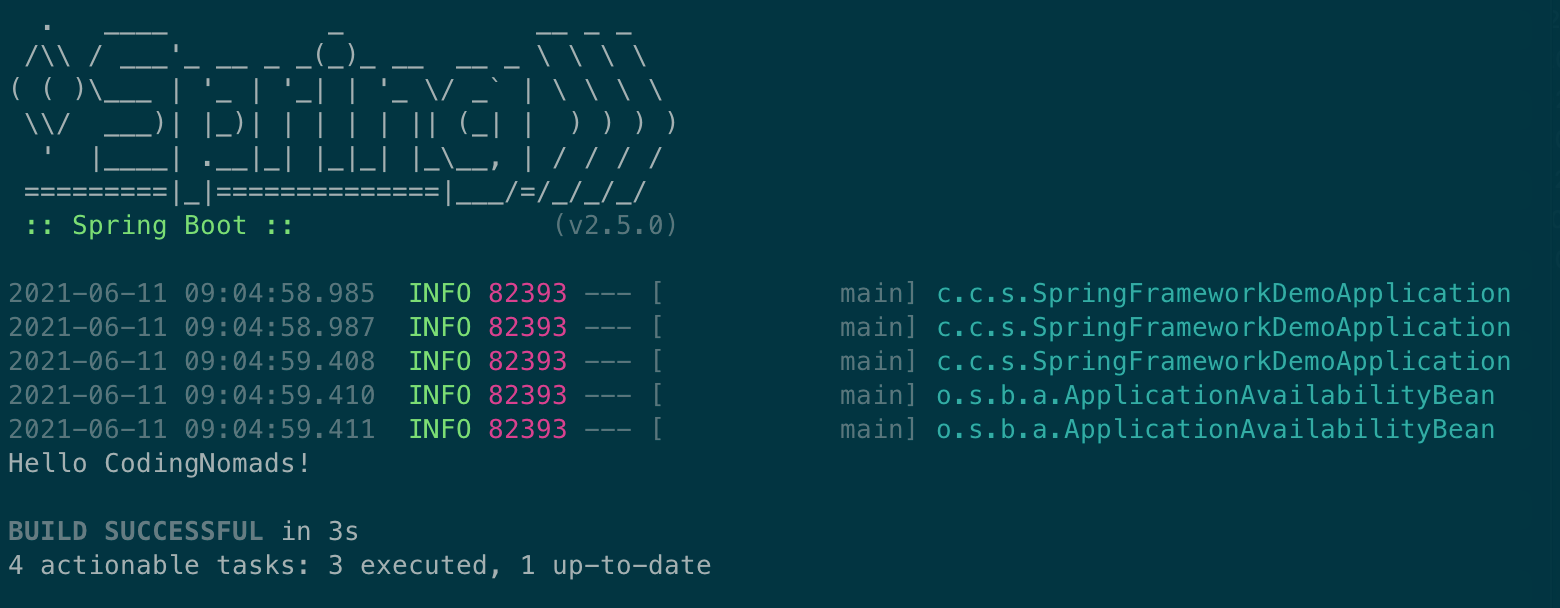 .   ____          _            __ _ _
 /\\ / ___'_ __ _ _(_)_ __  __ _ \ \ \ \
( ( )\___ | '_ | '_| | '_ \/ _` | \ \ \ \
 \\/  ___)| |_)| | | | | || (_| |  ) ) ) )
  '  |____| .__|_| |_|_| |_\__, | / / / /
 =========|_|==============|___/=/_/_/_/
 :: Spring Boot ::                (v2.5.0)
2021-06-11 09:04:58.985  INFO 82393 --- [           main] c.c.s.SpringFrameworkDemoApplication
2021-06-11 09:04:58.987  INFO 82393 --- [           main] c.c.s.SpringFrameworkDemoApplication
2021-06-11 09:04:59.408  INFO 82393 --- [           main] c.c.s.SpringFrameworkDemoApplication
2021-06-11 09:04:59.410  INFO 82393 --- [           main] o.s.b.a.ApplicationAvailabilityBean
2021-06-11 09:04:59.411  INFO 82393 --- [           main] o.s.b.a.ApplicationAvailabilityBean
Hello CodingNomads!
BUILD SUCCESSFUL in 3s
4 actionable tasks: 3 executed, 1 up-to-date